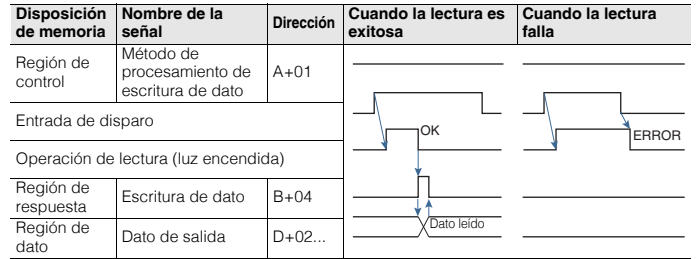 Disposición de memoria
Nombre de la señal
Dirección
Cuando la lectura es exitosa
Cuando la lectura falla
Región de control
Método de procesamiento de escritura de dato
A+01
Entrada de disparo
OK
ERROR
Operación de lectura (luz encendida)
Región de respuesta
Escritura de dato
B+04
Región de dato
Dato de salida
D+02...
Dato leído